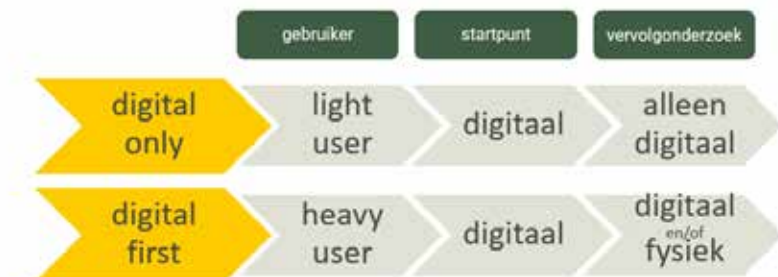 gebruiker startpunt vervolgonderzoek
digital only
light user
digitaal
alleen digitaal
digital first
heavy user
digitaal
digitaal en/of fysiek